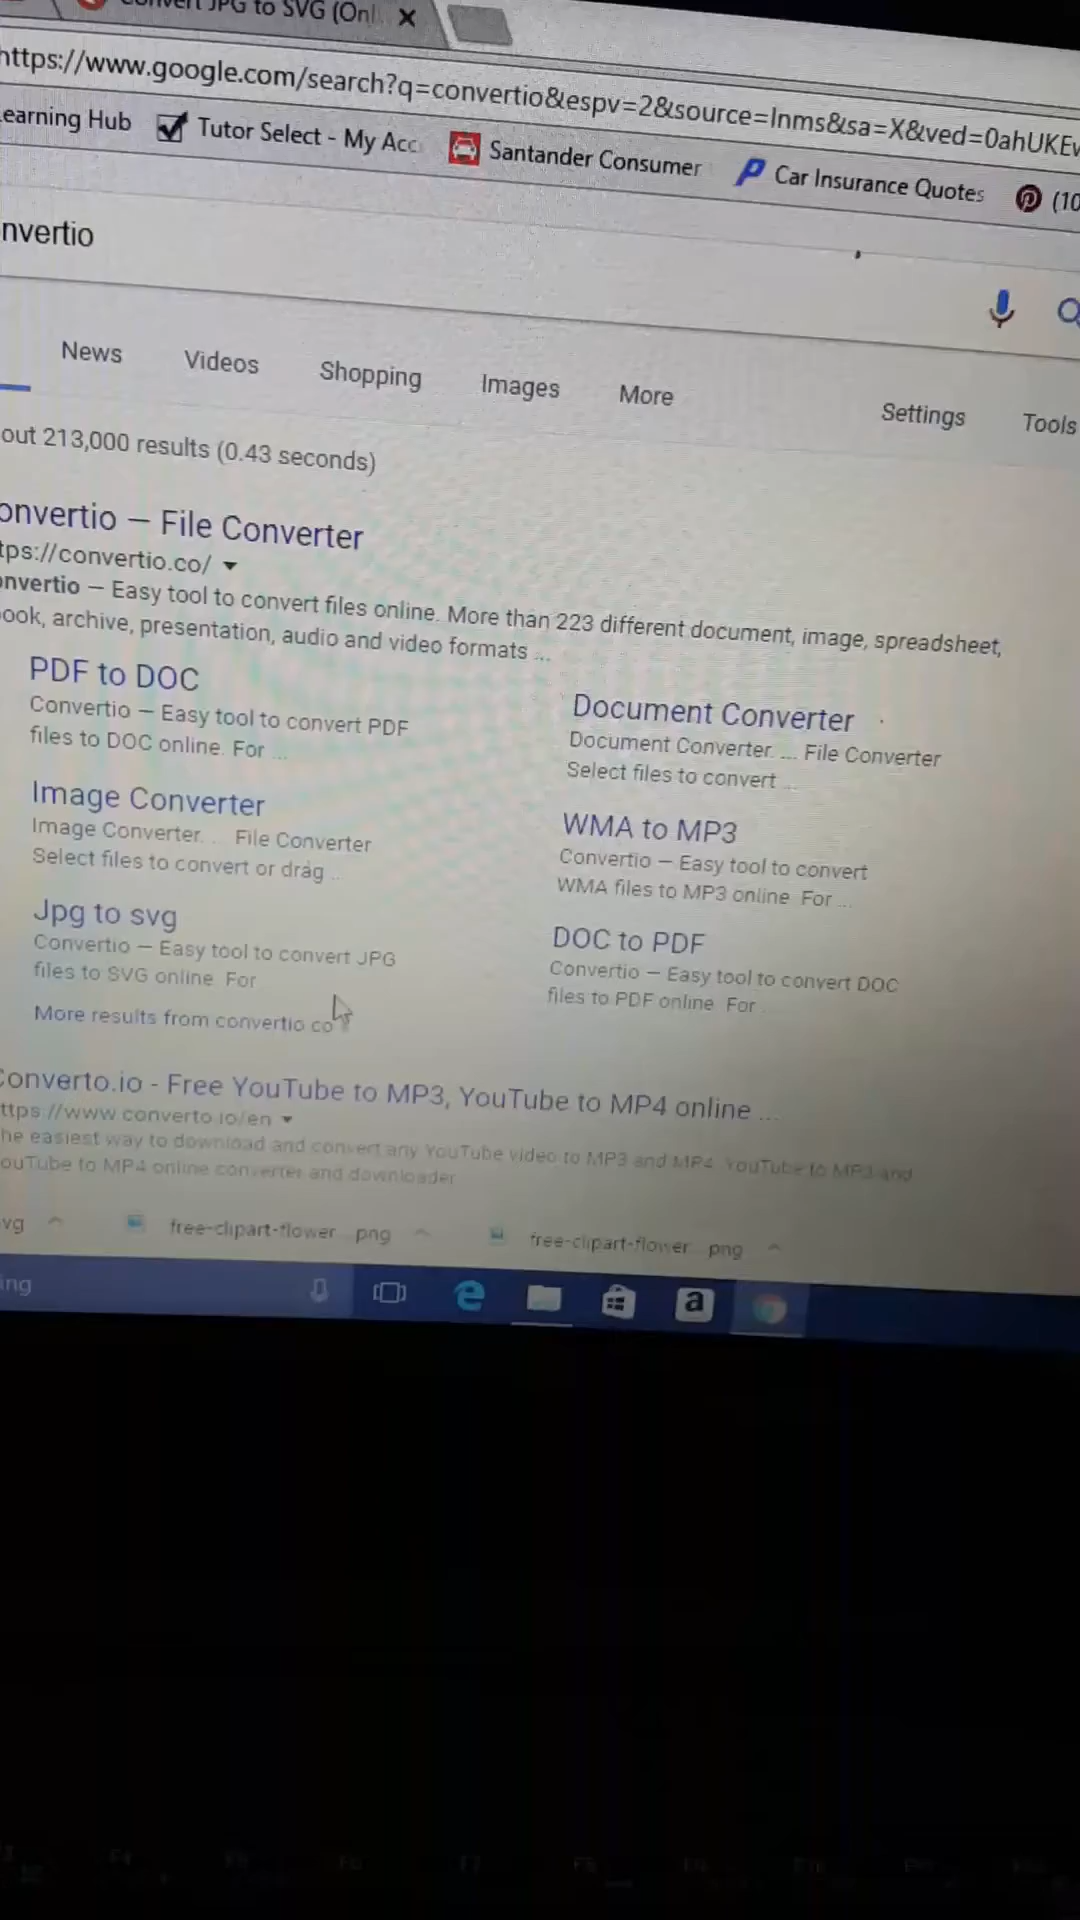 Convert JPG to SVG (Onl
https://www.google.com/search?q=convertio&espv=2&source=lnms&sa=X&ved=0ahUKEw
earning Hub Tutor Select - My Acc Santander Consumer Car Insurance Quotes (10
nvertio
News Videos Shopping Images More Settings Tools
out 213,000 results (0.43 seconds)
onvertio – File Converter
tps://convertio.co/
onvertio – Easy tool to convert files online. More than 223 different document, image, spreadsheet,
ook, archive, presentation, audio and video formats ...
PDF to DOC
Convertio – Easy tool to convert PDF
files to DOC online. For ...
Document Converter
Document Converter. ... File Converter
Select files to convert ...
Image Converter
Image Converter. ... File Converter
Select files to convert or drag ...
WMA to MP3
Convertio – Easy tool to convert
WMA files to MP3 online. For ...
Jpg to svg
Convertio – Easy tool to convert JPG
files to SVG online. For
DOC to PDF
Convertio – Easy tool to convert DOC
files to PDF online. For
More results from convertio.co
Converto.io - Free YouTube to MP3, YouTube to MP4 online ...
ttps://www.converto.io/en
he easiest way to download and convert any YouTube video to MP3 and MP4. YouTube to MP3 and
ouTube to MP4 online converter and downloader
vg free-clipart-flower...png free-clipart-flower...png
ing
a